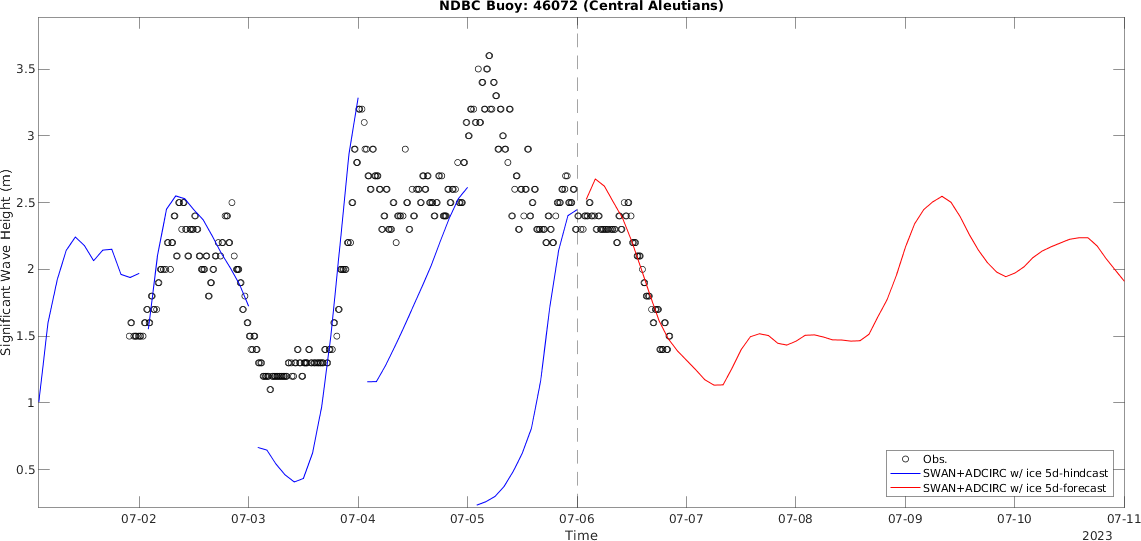 NDBC Buoy: 46072 (Central Aleutians)
Significant Wave Height (m)
3.5
3
2.5
2
1.5
1
0.5
Obs.
SWAN+ADCIRC w/ ice 5d-hindcast
SWAN+ADCIRC w/ ice 5d-forecast
07-02 07-03 07-04 07-05 07-06 07-07 07-08 07-09 07-10 07-11
Time
2023